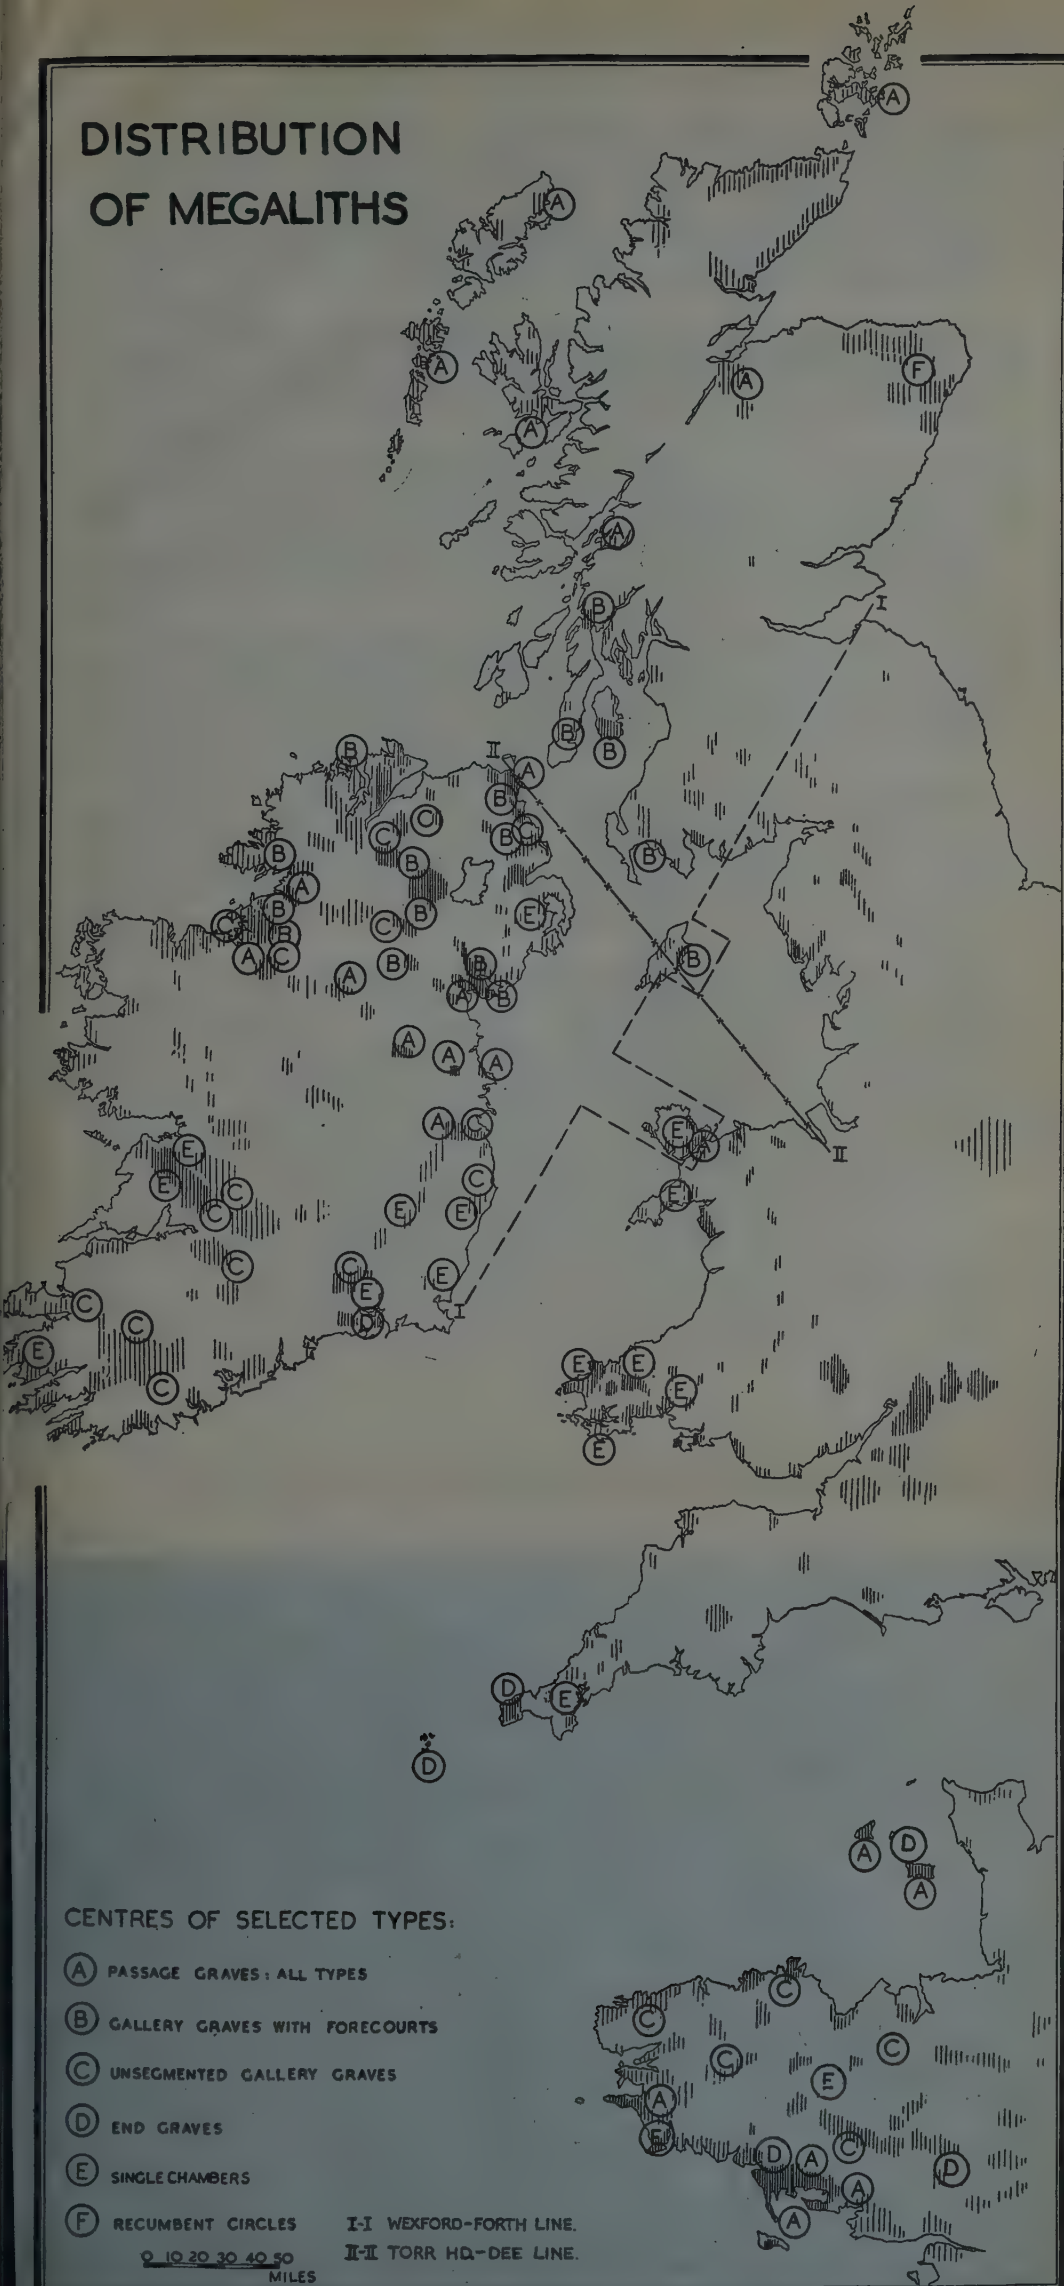 DISTRIBUTION
OF MEGALITHS
A
A
A
A
F
A
A
I
B
B
B
B
II
A
B
C
B
C
C
B
B
B
A
B
B
C
B
C
E
B
A
C
A
B
B
A
B
A
A
A
A
C
E
A
II
E
E
E
C
C
C
E
E
C
C
E
E
I
D
C
C
E
C
E
E
E
E
D
E
D
A
D
A
CENTRES OF SELECTED TYPES:
A PASSAGE GRAVES: ALL TYPES
B GALLERY GRAVES WITH FORECOURTS
C UNSEGMENTED GALLERY GRAVES
D END GRAVES
E SINGLE CHAMBERS
F RECUMBENT CIRCLES
I-I WEXFORD-FORTH LINE.
II-II TORR HD.-DEE LINE.
0 10 20 30 40 50
MILES
C
C
C
C
E
A
E
D
A
C
D
A
A